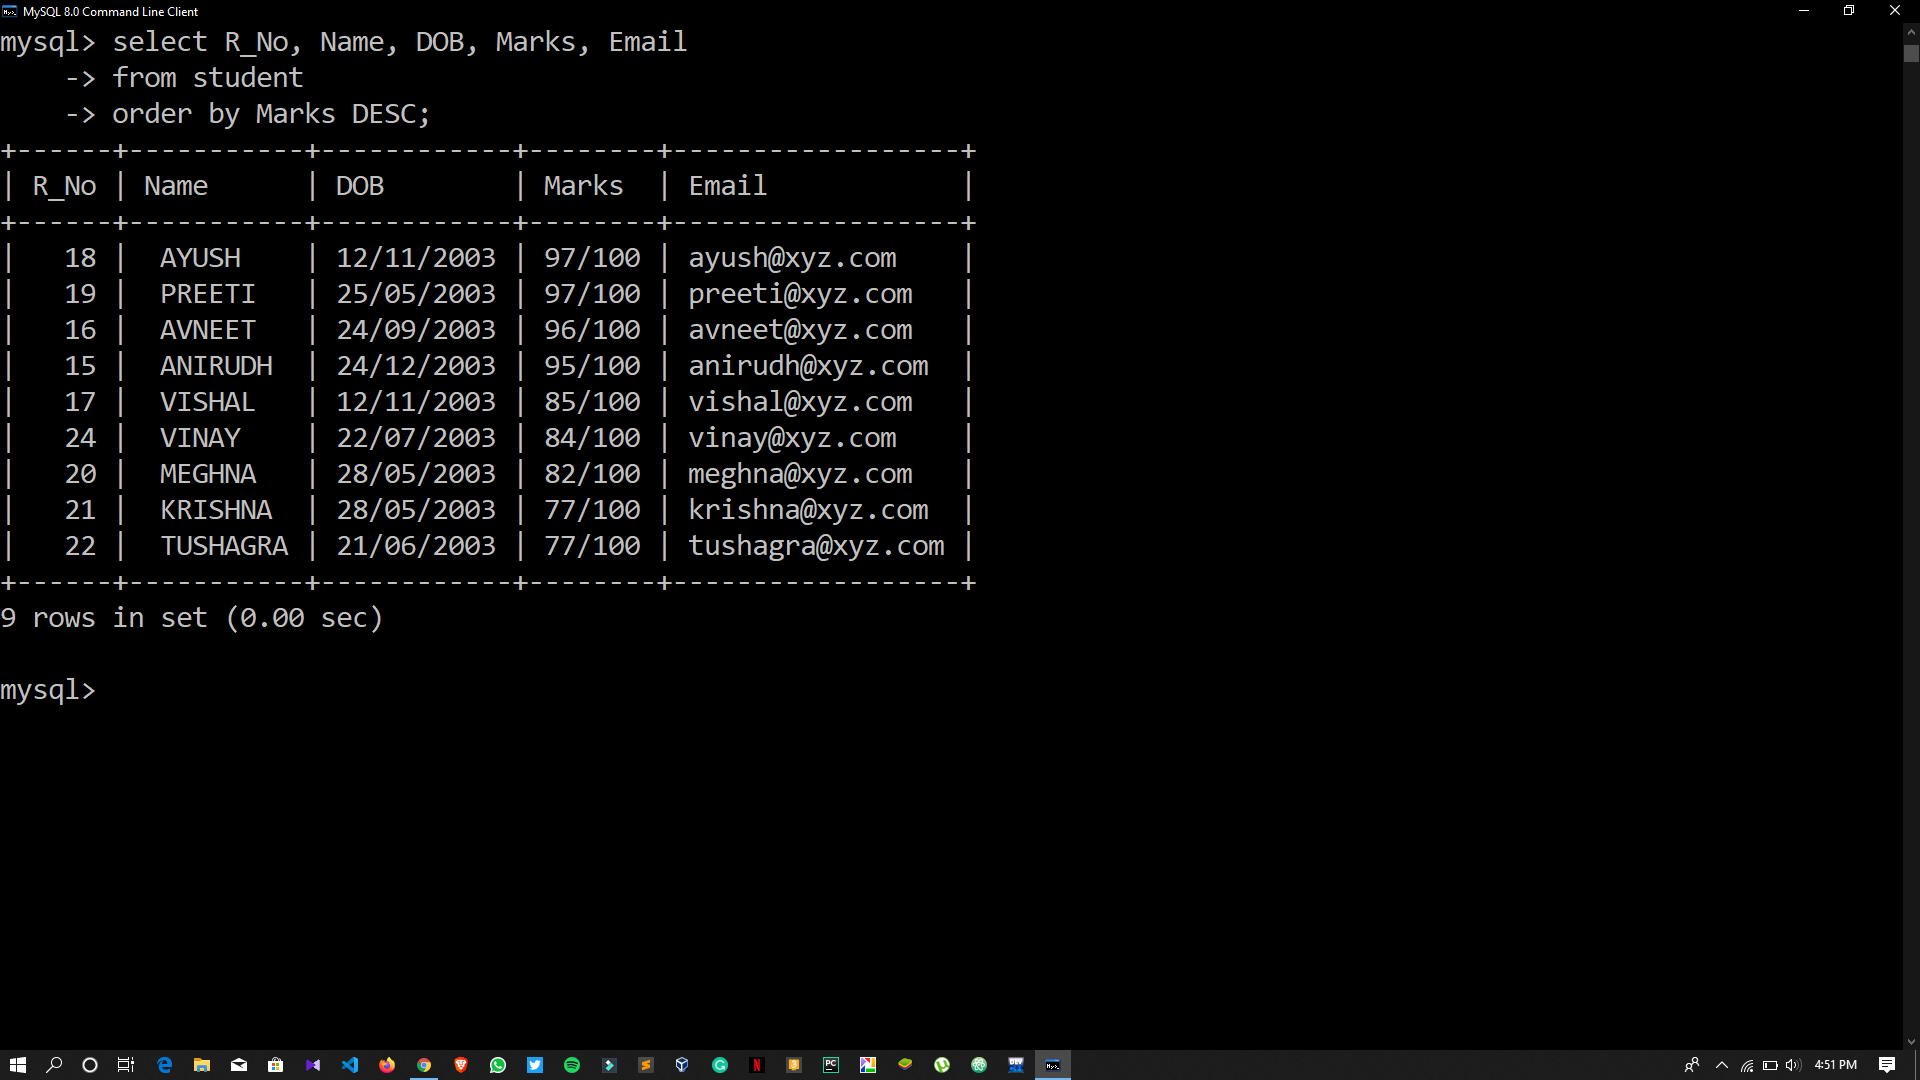 MySQL 8.0 Command Line Client
mysql> select R_No, Name, DOB, Marks, Email
    -> from student
    -> order by Marks DESC;
+------+-----------+------------+--------+------------------+
| R_No | Name      | DOB        | Marks  | Email            |
+------+-----------+------------+--------+------------------+
|   18 |  AYUSH    | 12/11/2003 | 97/100 | ayush@xyz.com    |
|   19 |  PREETI   | 25/05/2003 | 97/100 | preeti@xyz.com   |
|   16 |  AVNEET   | 24/09/2003 | 96/100 | avneet@xyz.com   |
|   15 |  ANIRUDH  | 24/12/2003 | 95/100 | anirudh@xyz.com  |
|   17 |  VISHAL   | 12/11/2003 | 85/100 | vishal@xyz.com   |
|   24 |  VINAY    | 22/07/2003 | 84/100 | vinay@xyz.com    |
|   20 |  MEGHNA   | 28/05/2003 | 82/100 | meghna@xyz.com   |
|   21 |  KRISHNA  | 28/05/2003 | 77/100 | krishna@xyz.com  |
|   22 |  TUSHAGRA | 21/06/2003 | 77/100 | tushagra@xyz.com |
+------+-----------+------------+--------+------------------+
9 rows in set (0.00 sec)
mysql>
4:51 PM